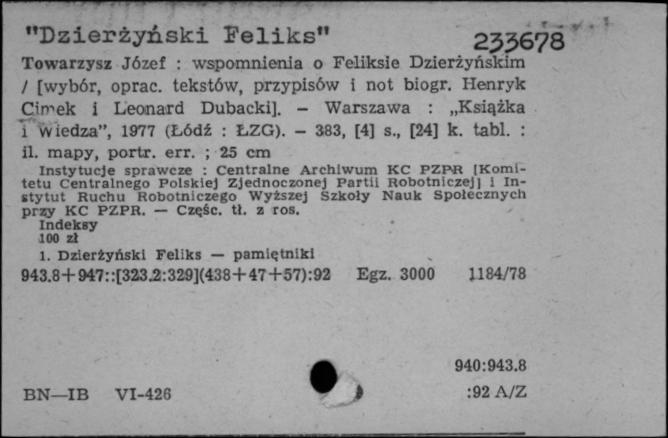 "Dzierżyński Feliks"
233678
Towarzysz Józef : wspomnienia o Feliksie Dzierżyńskim
/ [wybór, oprac. tekstów, przypisów i not biogr. Henryk
Cimek i Leonard Dubacki]. – Warszawa : „Książka
i Wiedza”, 1977 (Łódź : ŁZG). – 383, [4] s., [24] k. tabl. :
il. mapy, portr. err. ; 25 cm
Instytucje sprawcze : Centralne Archiwum KC PZPR [Komi-
tetu Centralnego Polskiej Zjednoczonej Partii Robotniczej] i In-
stytut Ruchu Robotniczego Wyższej Szkoły Nauk Społecznych
przy KC PZPR. — Częśc. tł. z ros.
Indeksy
100 zł
1. Dzierżyński Feliks — pamiętniki
943.8+947::[323.2:329](438+47+57):92 Egz. 3000 1184/78
940:943.8
BN—IB VI-426 :92 A/Z